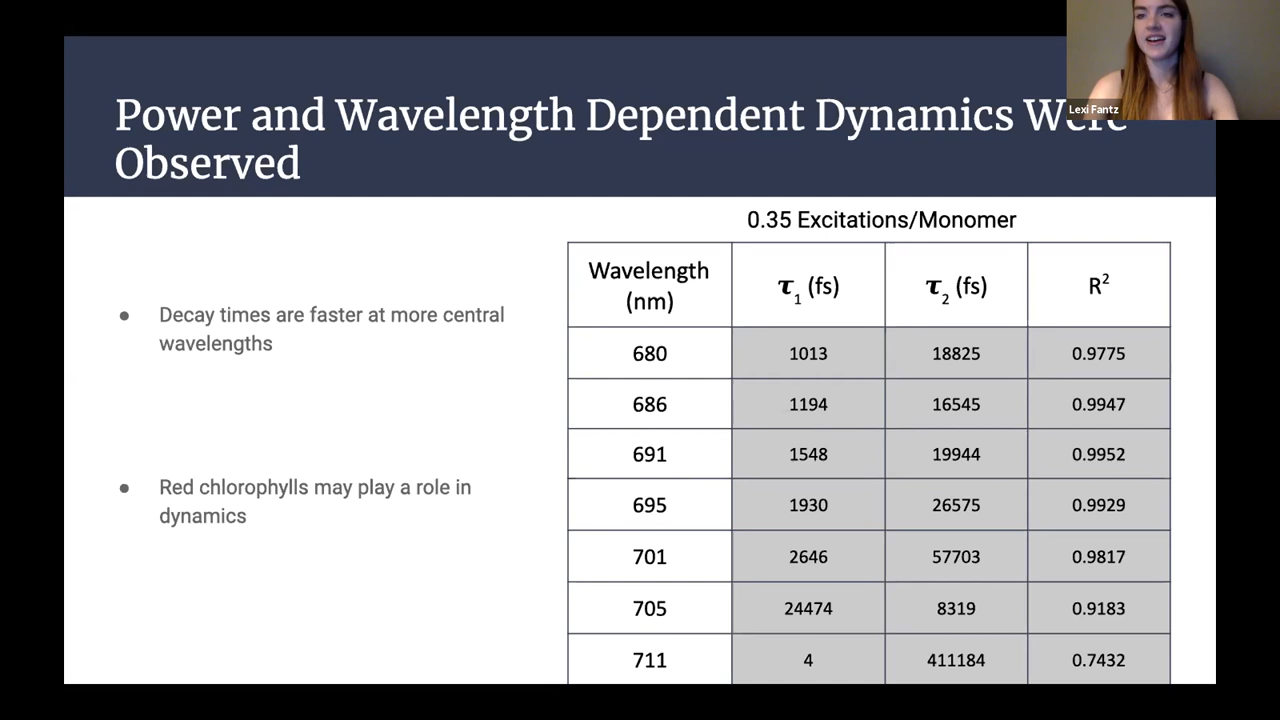 Lexi Fantz
Power and Wavelength Dependent Dynamics Were
Observed
0.35 Excitations/Monomer
● Decay times are faster at more central
wavelengths
● Red chlorophylls may play a role in
dynamics
Wavelength (nm) 𝛕₁ (fs) 𝛕₂ (fs) R²
680 1013 18825 0.9775
686 1194 16545 0.9947
691 1548 19944 0.9952
695 1930 26575 0.9929
701 2646 57703 0.9817
705 24474 8319 0.9183
711 4 411184 0.7432